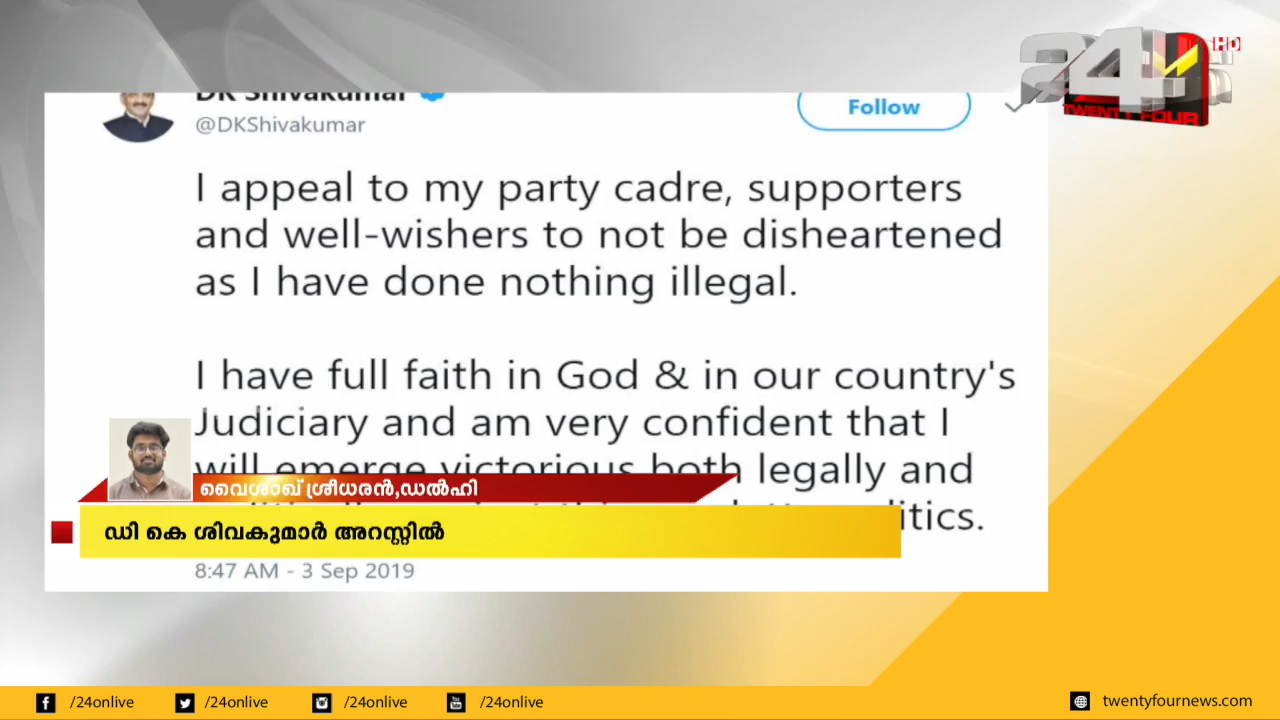 24
HD
TWENTY FOUR
DK Shivakumar
@DKShivakumar
Follow
I appeal to my party cadre, supporters
and well-wishers to not be disheartened
as I have done nothing illegal.
I have full faith in God & in our country's
Judiciary and am very confident that I
will emerge victorious both legally and
വൈശാഖ് ശ്രീധരൻ,ഡൽഹി
ഡി കെ ശിവകുമാർ അറസ്റ്റിൽ
8:47 AM - 3 Sep 2019
/24onlive
/24onlive
/24onlive
/24onlive
twentyfournews.com